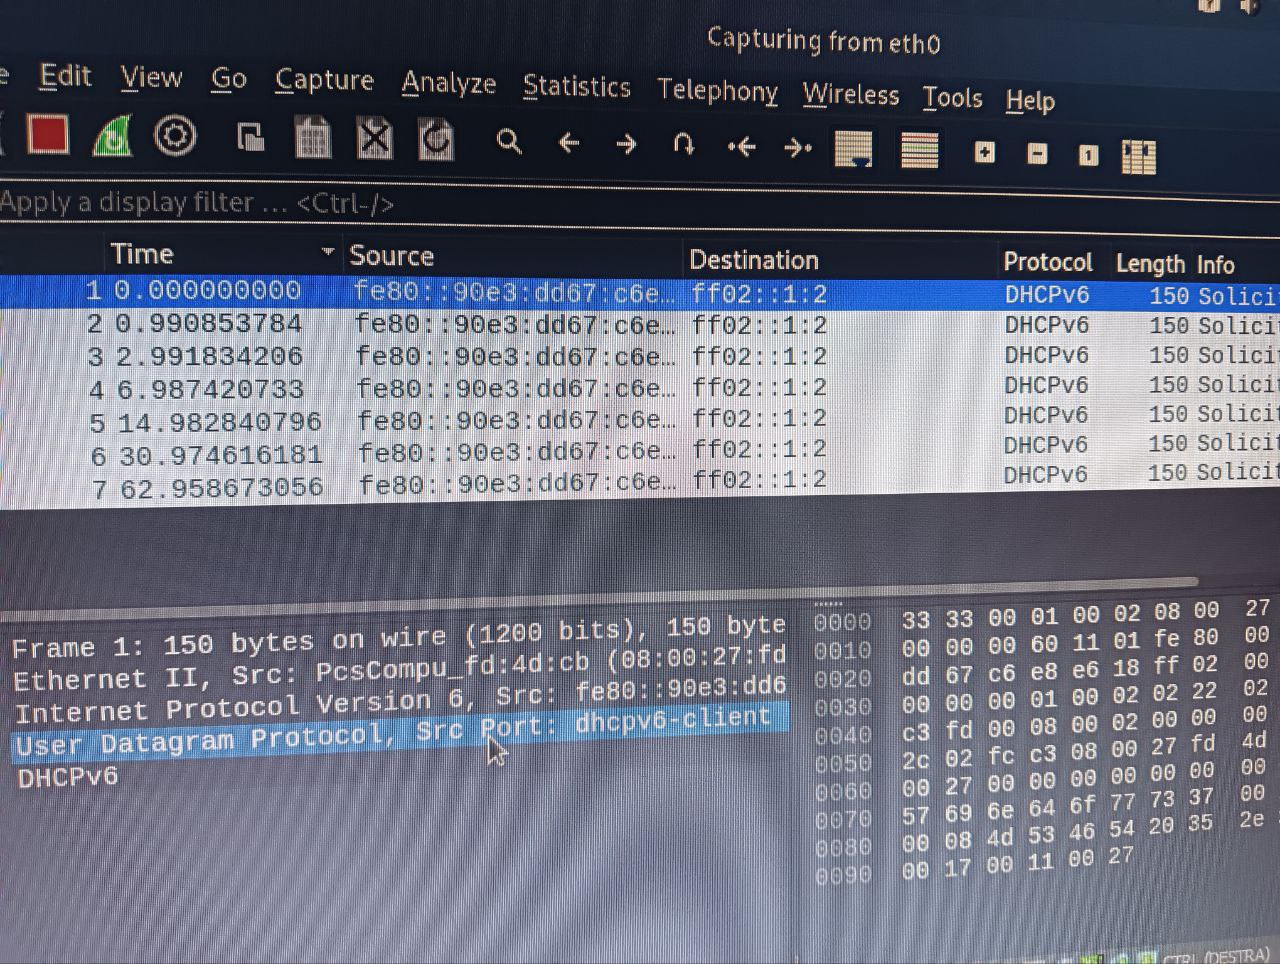 Capturing from eth0
Edit View Go Capture Analyze Statistics Telephony Wireless Tools Help
Apply a display filter ... <Ctrl-/>
Time Source Destination Protocol Length Info
1 0.000000000 fe80::90e3:dd67:c6e… ff02::1:2 DHCPv6 150 Solici
2 0.990853784 fe80::90e3:dd67:c6e… ff02::1:2 DHCPv6 150 Solici
3 2.991834206 fe80::90e3:dd67:c6e… ff02::1:2 DHCPv6 150 Solici
4 6.987420733 fe80::90e3:dd67:c6e… ff02::1:2 DHCPv6 150 Solici
5 14.982840796 fe80::90e3:dd67:c6e… ff02::1:2 DHCPv6 150 Solici
6 30.974616181 fe80::90e3:dd67:c6e… ff02::1:2 DHCPv6 150 Solici
7 62.958673056 fe80::90e3:dd67:c6e… ff02::1:2 DHCPv6 150 Solici
Frame 1: 150 bytes on wire (1200 bits), 150 byte
Ethernet II, Src: PcsCompu_fd:4d:cb (08:00:27:fd
Internet Protocol Version 6, Src: fe80::90e3:dd6
User Datagram Protocol, Src Port: dhcpv6-client
DHCPv6
0000 33 33 00 01 00 02 08 00 27
0010 00 00 00 60 11 01 fe 80 00
0020 dd 67 c6 e8 e6 18 ff 02 00
0030 00 00 00 01 00 02 02 22 02
0040 c3 fd 00 08 00 02 00 00 00
0050 2c 02 fc c3 08 00 27 fd 4d
0060 00 27 00 00 00 00 00 00 00
0070 57 69 6e 64 6f 77 73 37 00
0080 00 08 4d 53 46 54 20 35 2e
0090 00 17 00 11 00 27
CTRL (DESTRA)